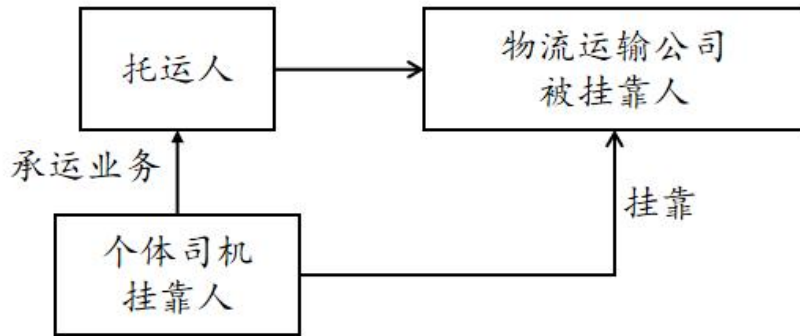 托运人
物流运输公司
被挂靠人
承运业务
挂靠
个体司机
挂靠人